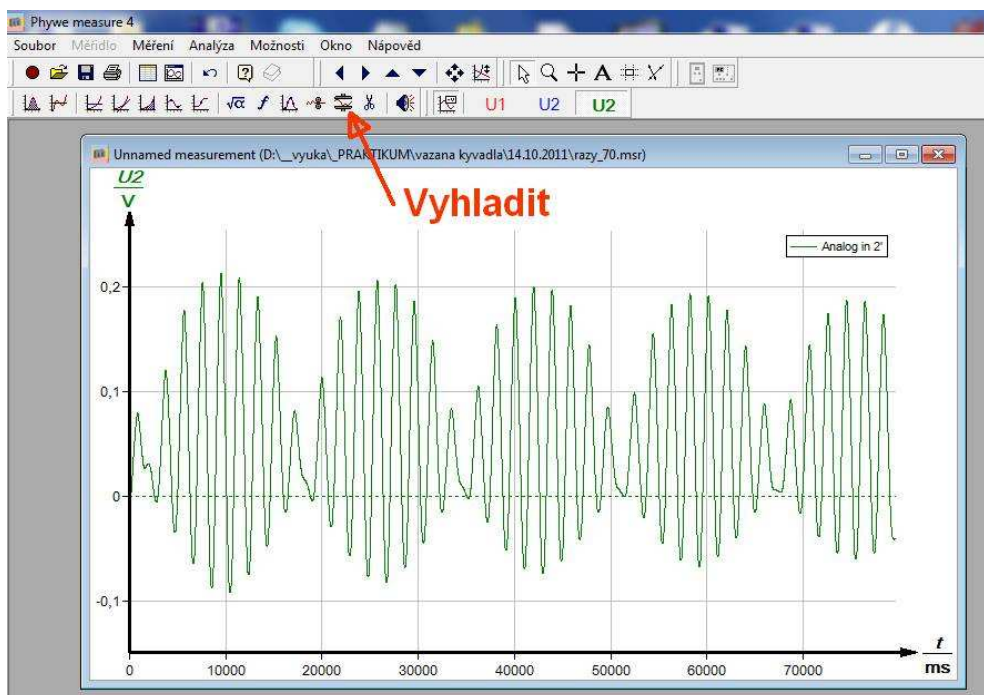 Phywe measure 4
Soubor Měřidlo Měření Analýza Možnosti Okno Nápověd
U1 U2 U2
Unnamed measurement (D:\__vyuka\_PRAKTIKUM\vazana kyvadla\14.10.2011\razy_70.msr)
Vyhladit
U2
V
Analog in 2'
0,2
0,1
0
-0,1
0 10000 20000 30000 40000 50000 60000 70000
t
ms